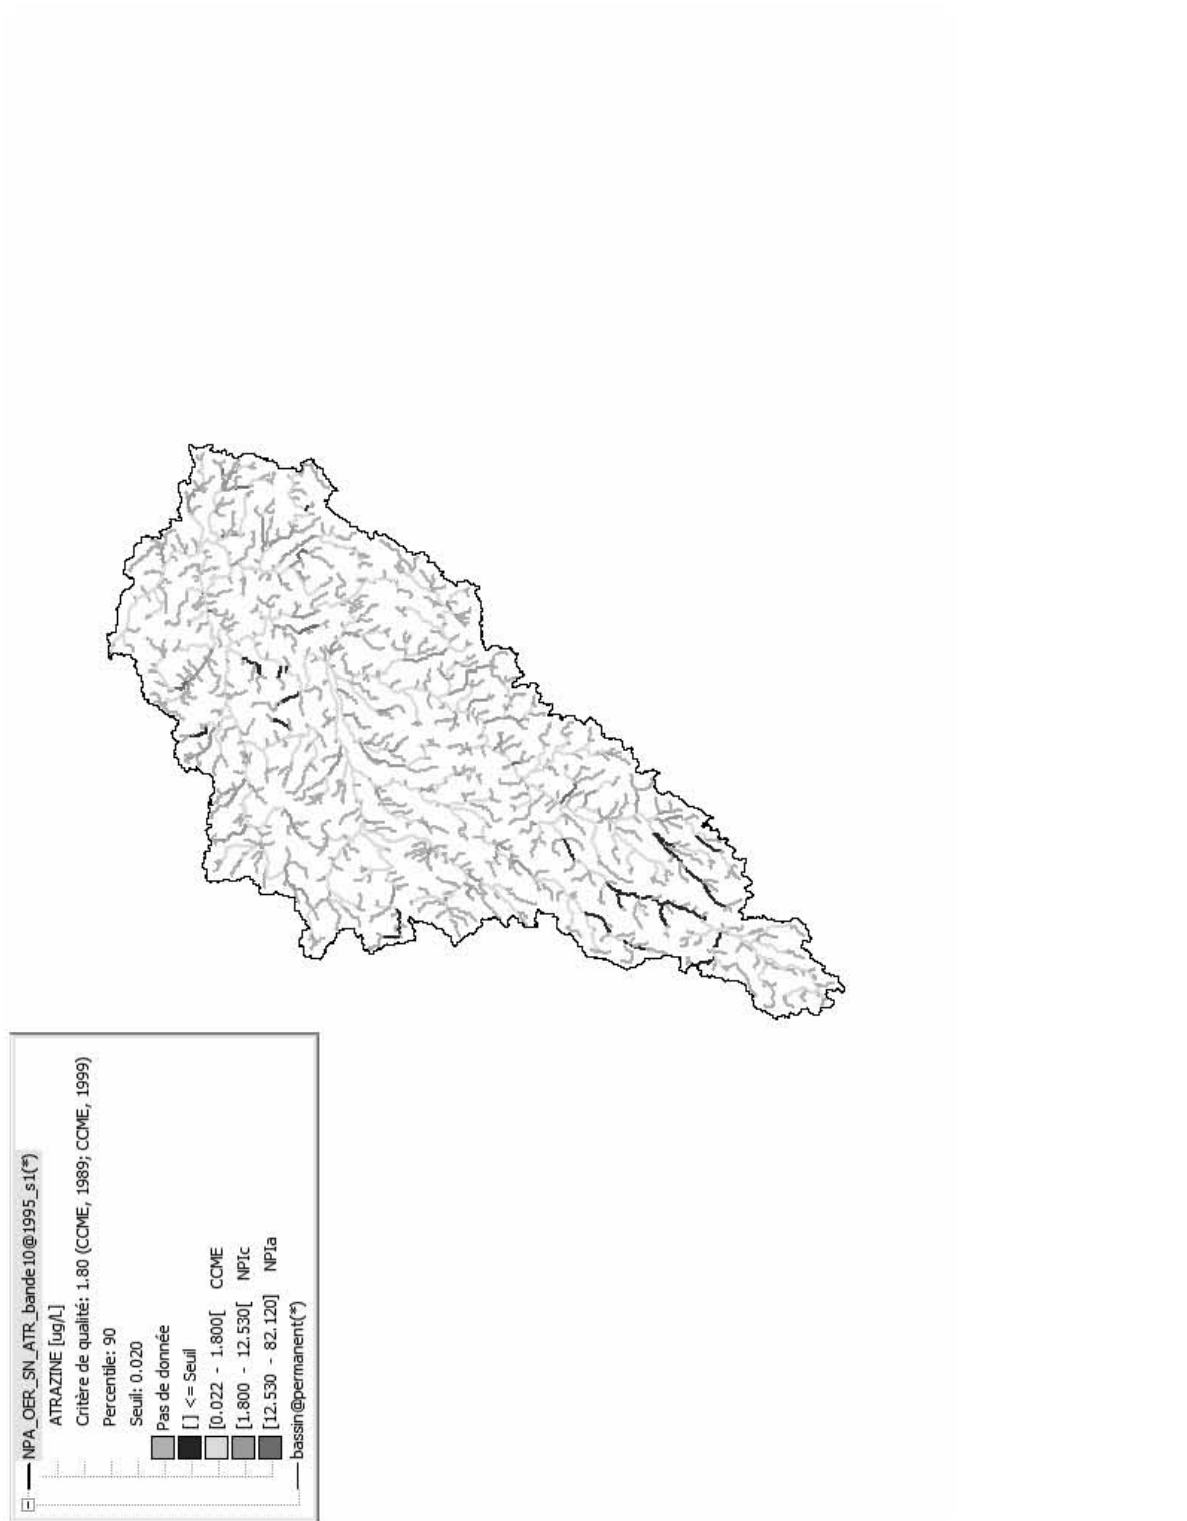 NPA_OER_SN_ATR_bande10@1995_s1(*)
ATRAZINE [ug/L]
Critère de qualité: 1.80 (CCME, 1989; CCME, 1999)
Percentile: 90
Seuil: 0.020
Pas de donnée
[] <= Seuil
[0.022 - 1.800[ CCME
[1.800 - 12.530[ NPIc
[12.530 - 82.120] NPIa
bassin@permanent(*)